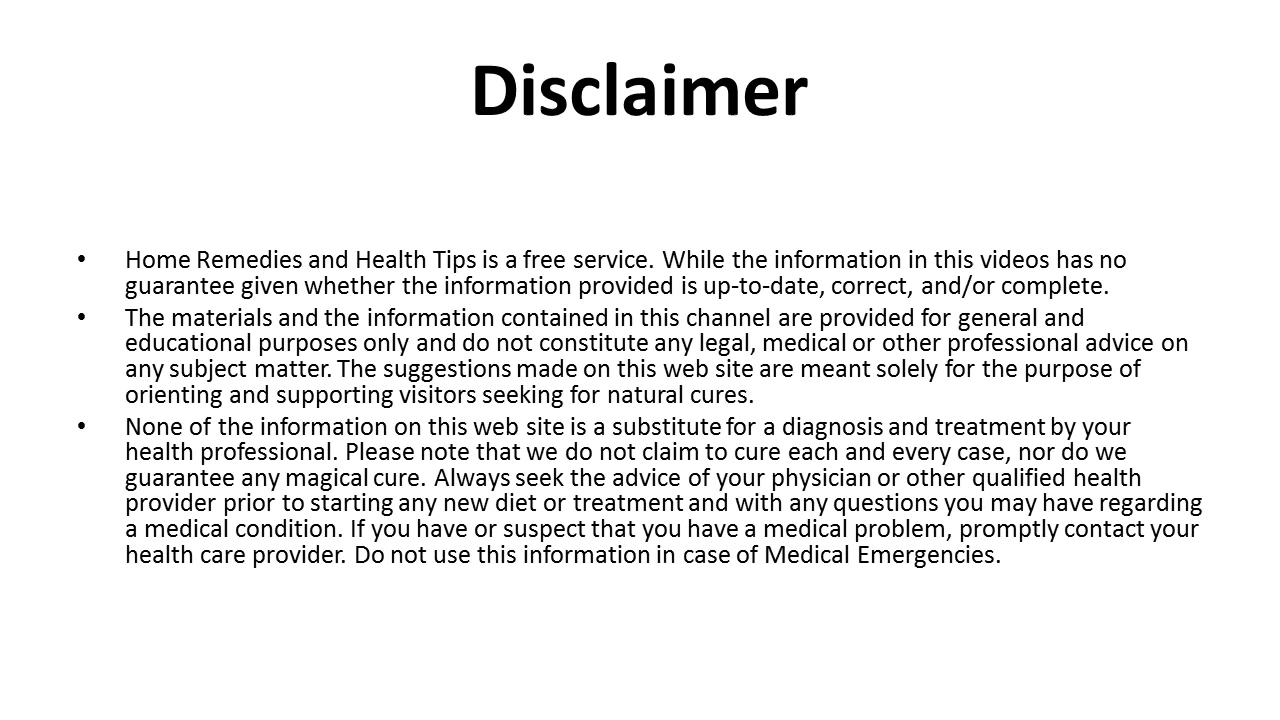 Disclaimer
• Home Remedies and Health Tips is a free service. While the information in this videos has no
guarantee given whether the information provided is up-to-date, correct, and/or complete.
• The materials and the information contained in this channel are provided for general and
educational purposes only and do not constitute any legal, medical or other professional advice on
any subject matter. The suggestions made on this web site are meant solely for the purpose of
orienting and supporting visitors seeking for natural cures.
• None of the information on this web site is a substitute for a diagnosis and treatment by your
health professional. Please note that we do not claim to cure each and every case, nor do we
guarantee any magical cure. Always seek the advice of your physician or other qualified health
provider prior to starting any new diet or treatment and with any questions you may have regarding
a medical condition. If you have or suspect that you have a medical problem, promptly contact your
health care provider. Do not use this information in case of Medical Emergencies.